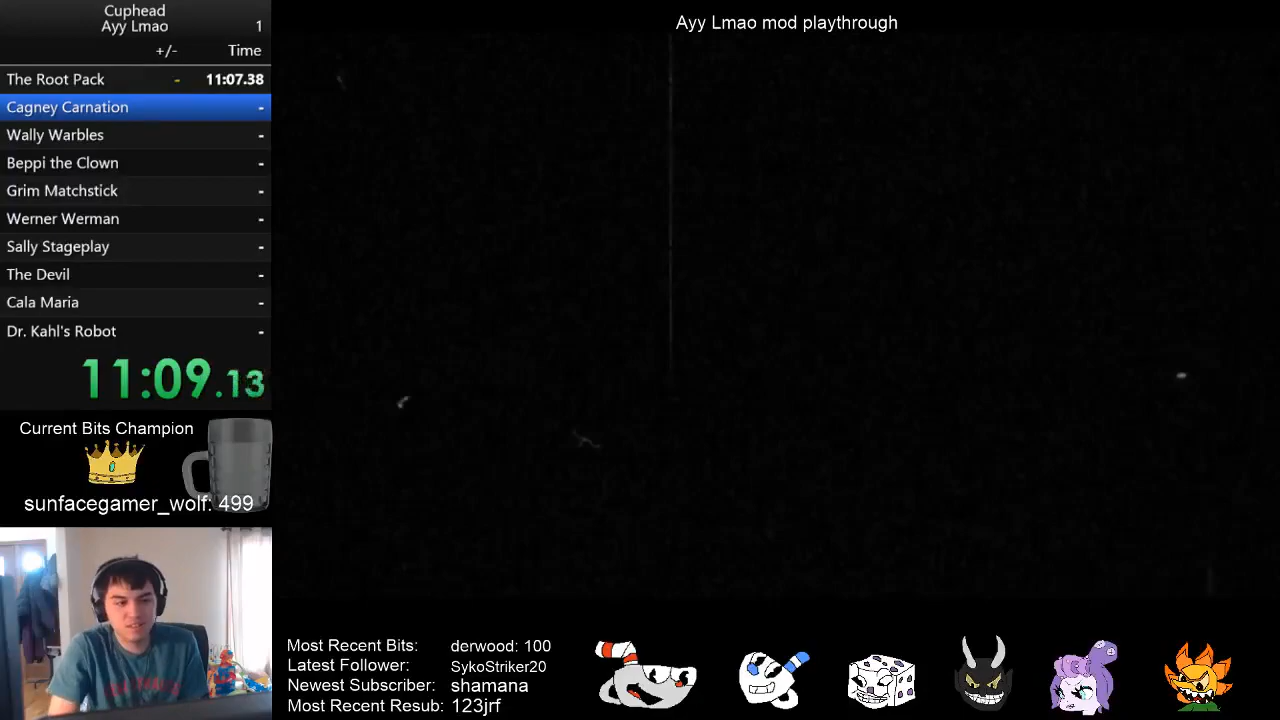 Cuphead
Ayy Lmao 1
+/- Time
The Root Pack - 11:07.38
Cagney Carnation -
Wally Warbles -
Beppi the Clown -
Grim Matchstick -
Werner Werman -
Sally Stageplay -
The Devil -
Cala Maria -
Dr. Kahl's Robot -
11:09.13
Current Bits Champion
sunfacegamer_wolf: 499
Ayy Lmao mod playthrough
Most Recent Bits: derwood: 100
Latest Follower: SykoStriker20
Newest Subscriber: shamana
Most Recent Resub: 123jrf